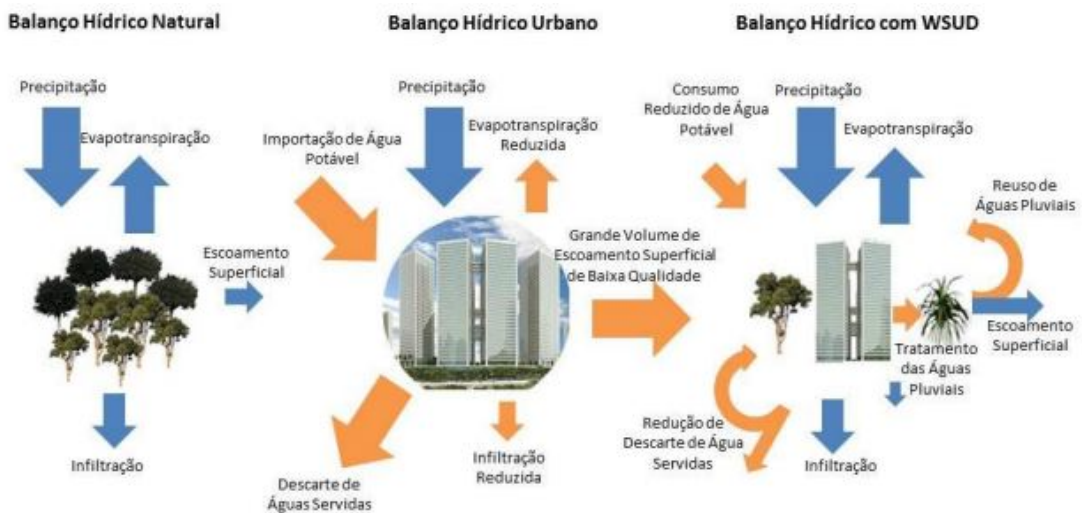 Balanço Hídrico Natural
Precipitação
Evapotranspiração
Escoamento
Superficial
Infiltração
Balanço Hídrico Urbano
Precipitação
Importação de Água
Potável
Evapotranspiração
Reduzida
Grande Volume de
Escoamento Superficial
de Baixa Qualidade
Descarte de
Águas Servidas
Infiltração
Reduzida
Balanço Hídrico com WSUD
Consumo
Reduzido de Água
Potável
Precipitação
Evapotranspiração
Reuso de
Águas Pluviais
Escoamento
Superficial
Tratamento
das Águas
Pluviais
Redução de
Descarte de Água
Servidas
Infiltração